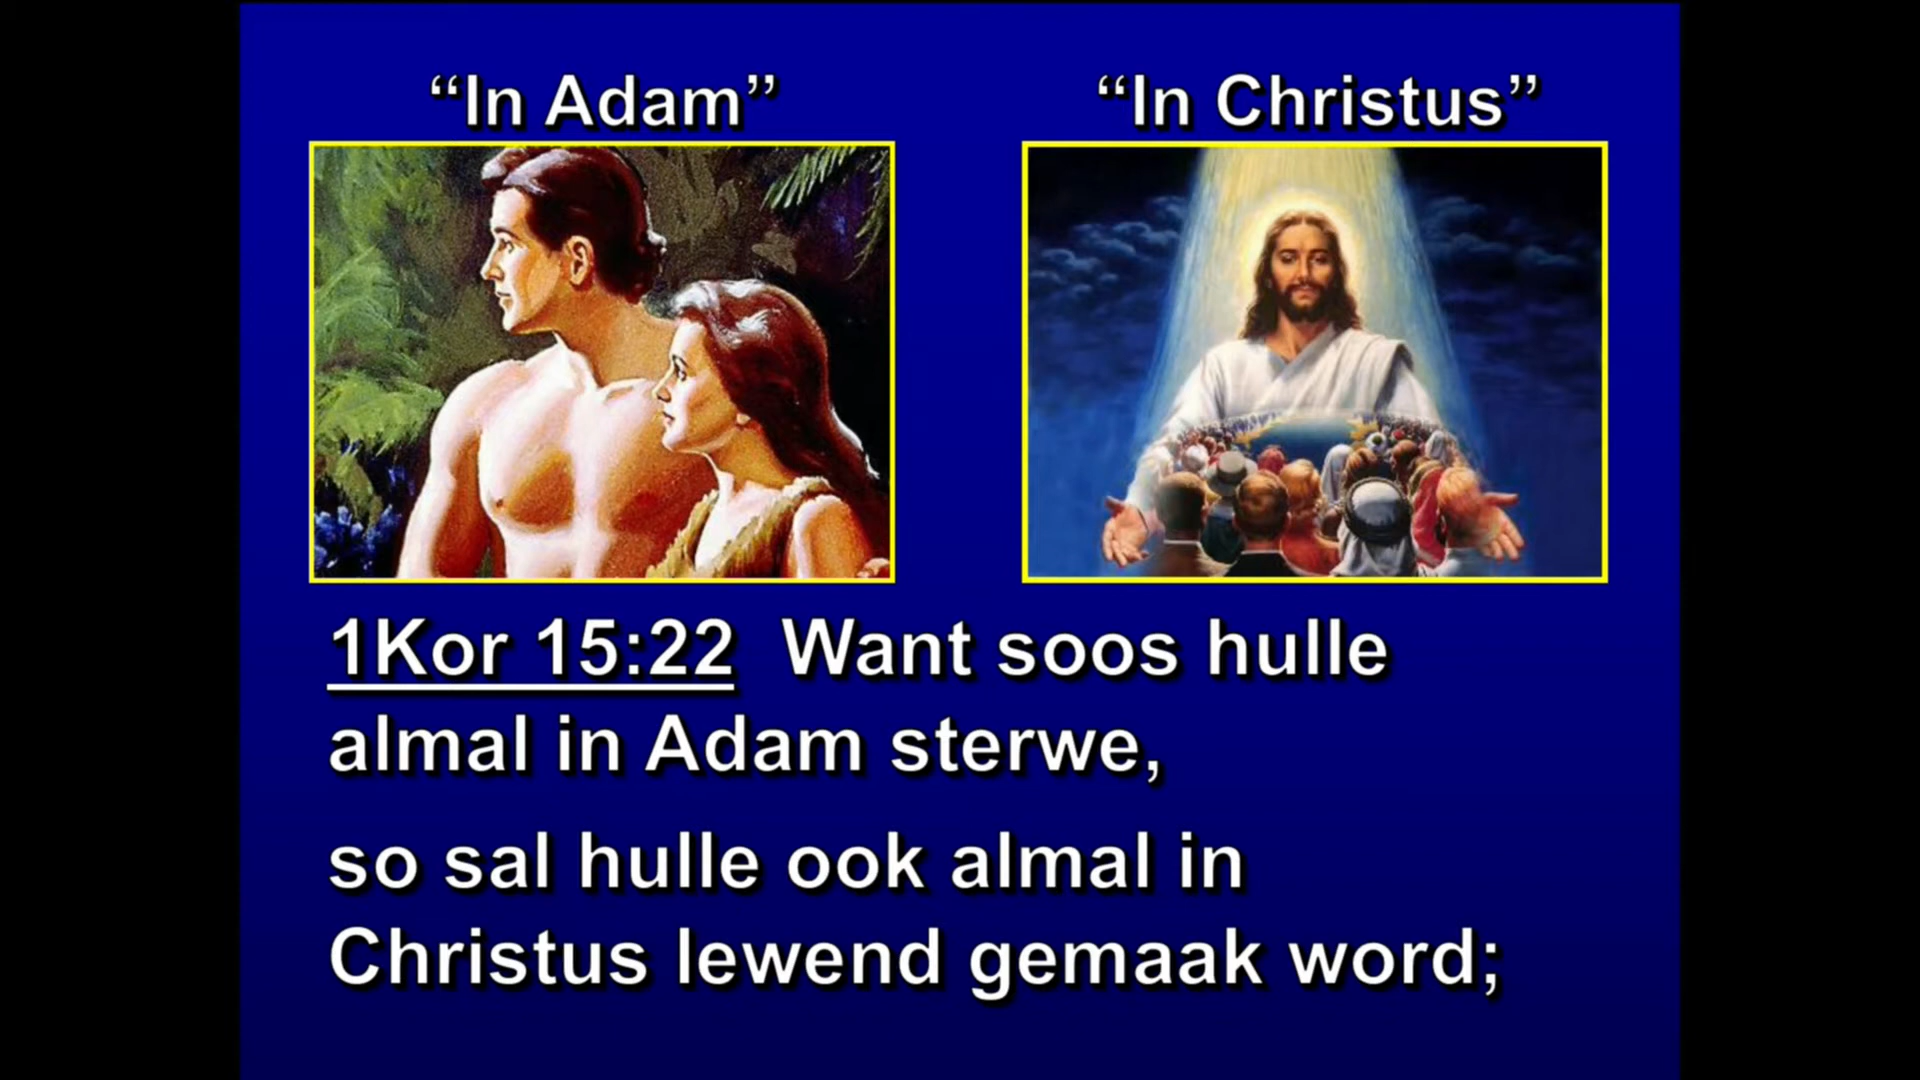 “In Adam”
“In Christus”
1Kor 15:22 Want soos hulle
almal in Adam sterwe,
so sal hulle ook almal in
Christus lewend gemaak word;